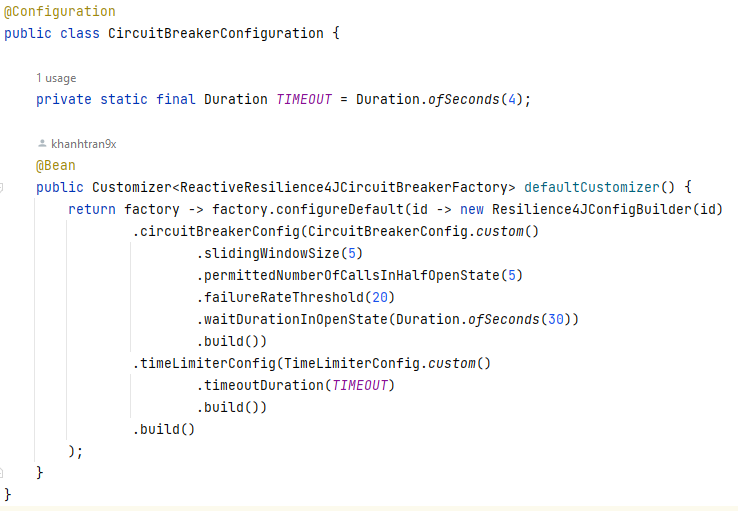 @Configuration
public class CircuitBreakerConfiguration {
1 usage
private static final Duration TIMEOUT = Duration.ofSeconds(4);
khanhtran9x
@Bean
public Customizer<ReactiveResilience4JCircuitBreakerFactory> defaultCustomizer() {
return factory -> factory.configureDefault(id -> new Resilience4JConfigBuilder(id)
.circuitBreakerConfig(CircuitBreakerConfig.custom()
.slidingWindowSize(5)
.permittedNumberOfCallsInHalfOpenState(5)
.failureRateThreshold(20)
.waitDurationInOpenState(Duration.ofSeconds(30))
.build())
.timeLimiterConfig(TimeLimiterConfig.custom()
.timeoutDuration(TIMEOUT)
.build())
.build()
);
}
}